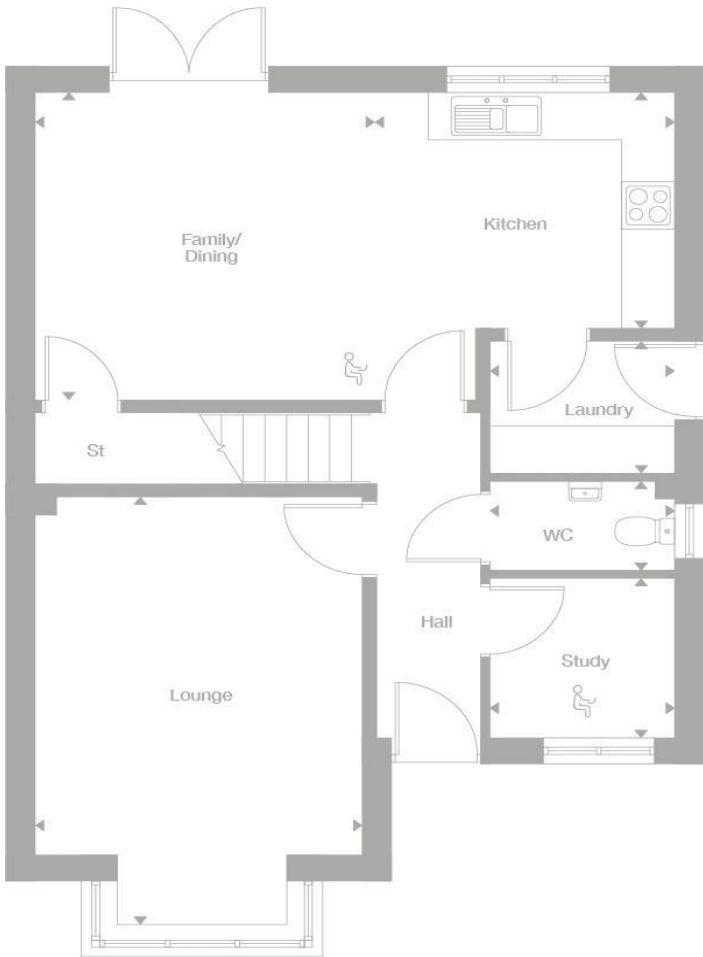 Family/
Dining
Kitchen
Laundry
St
WC
Hall
Study
Lounge